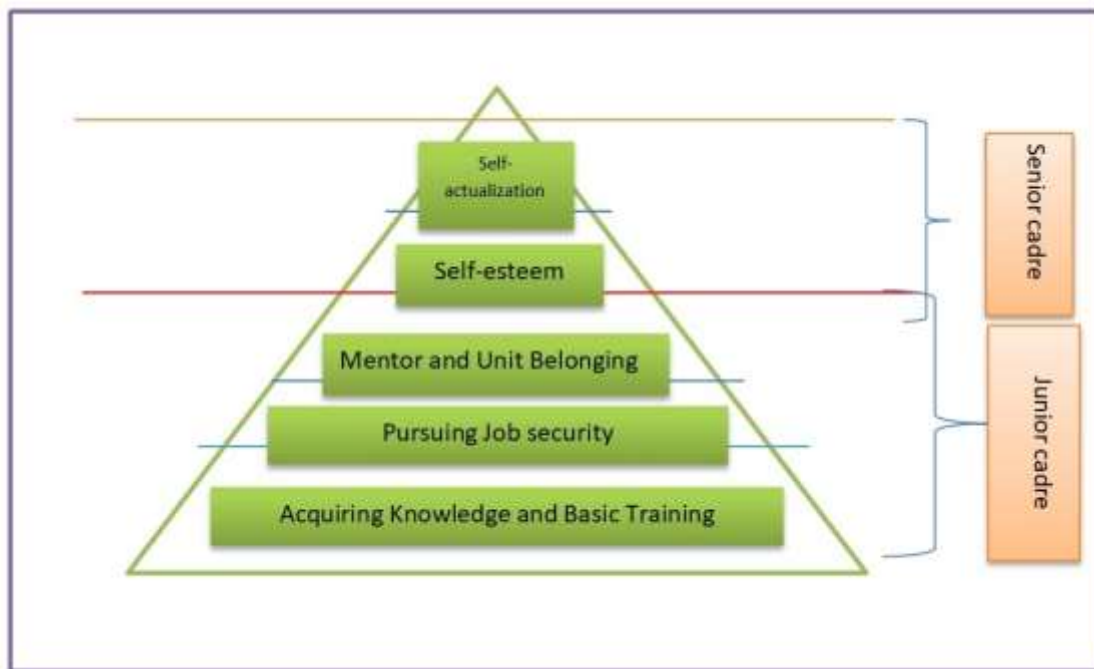 Self-
actualization
Self-esteem
Mentor and Unit Belonging
Pursuing Job security
Acquiring Knowledge and Basic Training
Senior cadre
Junior cadre